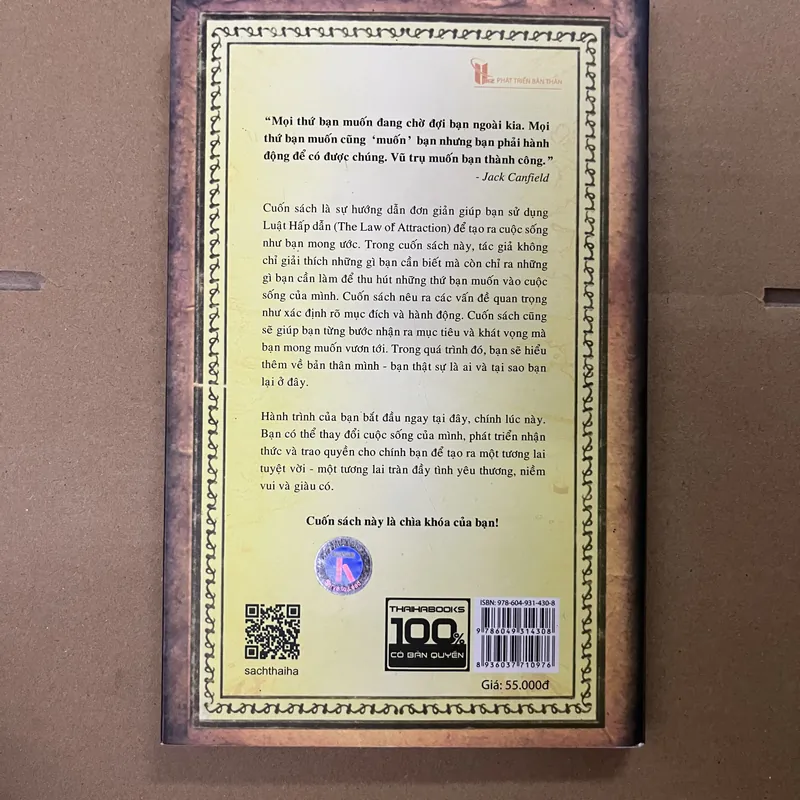 PHÁT TRIỂN BẢN THÂN
“Mọi thứ bạn muốn đang chờ đợi bạn ngoài kia. Mọi
thứ bạn muốn cũng ‘muốn’ bạn nhưng bạn phải hành
động để có được chúng. Vũ trụ muốn bạn thành công.”
- Jack Canfield
Cuốn sách là sự hướng dẫn đơn giản giúp bạn sử dụng
Luật Hấp dẫn (The Law of Attraction) để tạo ra cuộc sống
như bạn mong ước. Trong cuốn sách này, tác giả không
chỉ giải thích những gì bạn cần biết mà còn chỉ ra những
gì bạn cần làm để thu hút những thứ bạn muốn vào cuộc
sống của mình. Cuốn sách nêu ra các vấn đề quan trọng
như xác định rõ mục đích và hành động. Cuốn sách cũng
sẽ giúp bạn từng bước nhận ra mục tiêu và khát vọng mà
bạn mong muốn vươn tới. Trong quá trình đó, bạn sẽ hiểu
thêm về bản thân mình - bạn thật sự là ai và tại sao bạn
lại ở đây.
Hành trình của bạn bắt đầu ngay tại đây, chính lúc này.
Bạn có thể thay đổi cuộc sống của mình, phát triển nhận
thức và trao quyền cho chính bạn để tạo ra một tương lai
tuyệt vời - một tương lai tràn đầy tình yêu thương, niềm
vui và giàu có.
Cuốn sách này là chìa khóa của bạn!
sachthaiha
THAIHABOOKS
100%
CÓ BẢN QUYỀN
ISBN: 978-604-931-430-8
9 786049 314308
8 936037 710976
Giá: 55.000đ